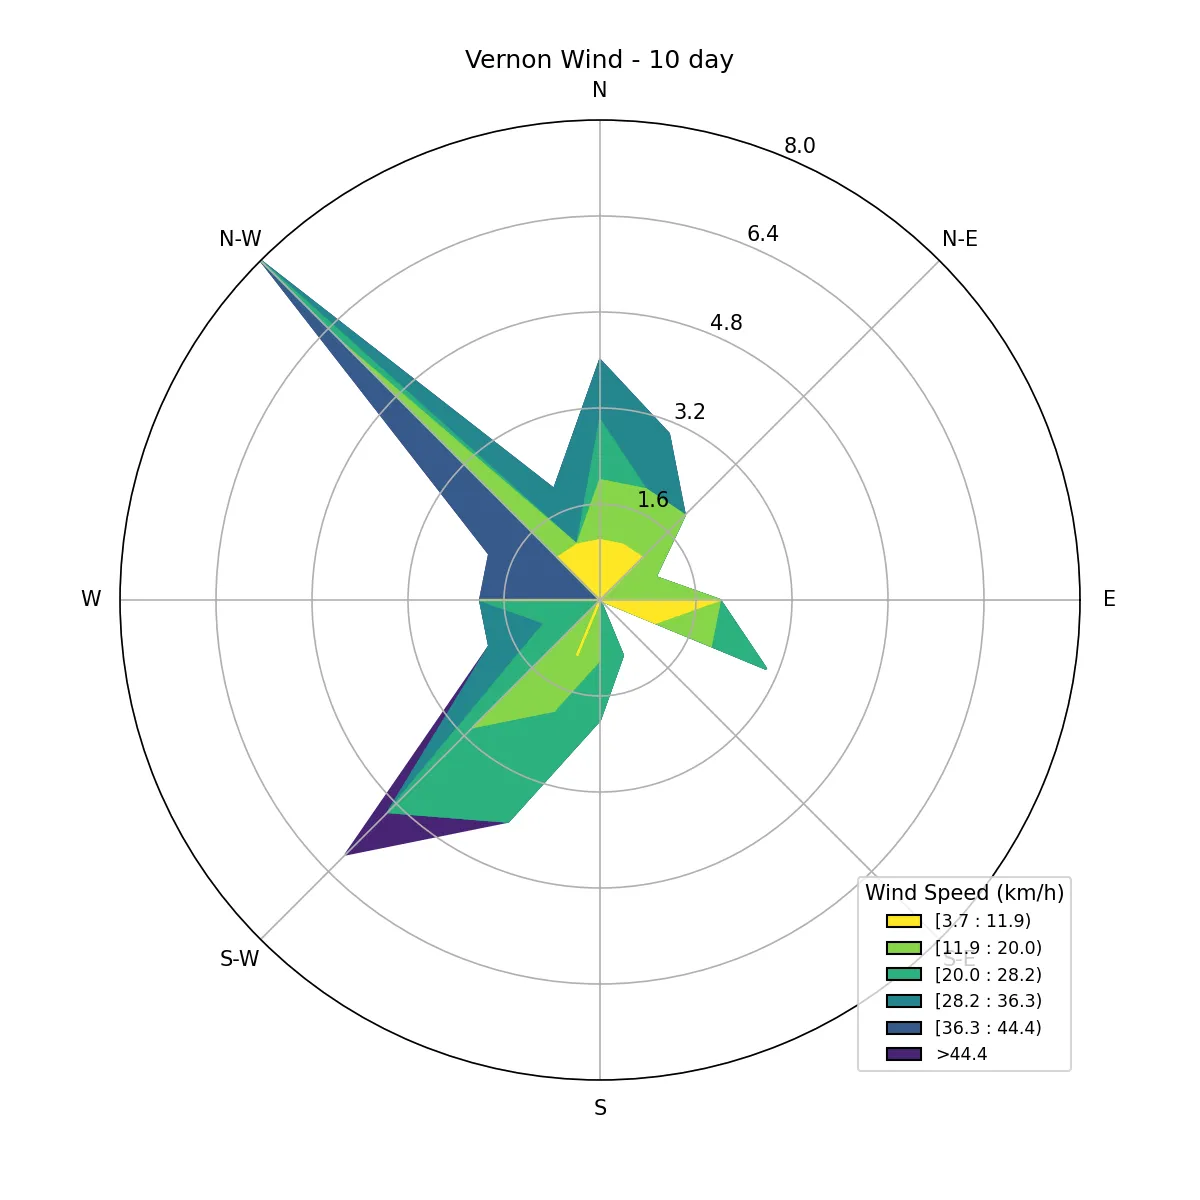 Vernon Wind - 10 day
N
8.0
N-W
6.4
N-E
4.8
3.2
1.6
W
E
S-W
S-E
S
Wind Speed (km/h)
[3.7 : 11.9)
[11.9 : 20.0)
[20.0 : 28.2)
[28.2 : 36.3)
[36.3 : 44.4)
>44.4